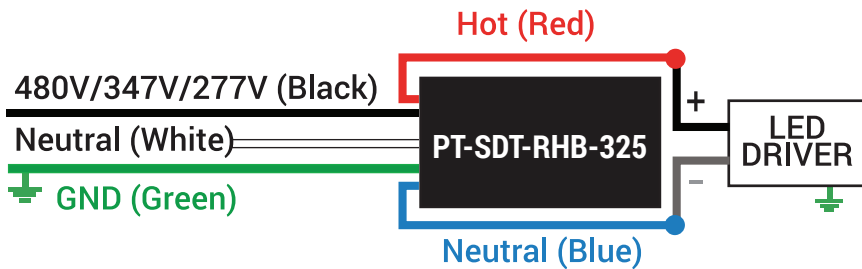 Hot (Red)
480V/347V/277V (Black)
+
Neutral (White)
PT-SDT-RHB-325
LED
DRIVER
GND (Green)
-
Neutral (Blue)